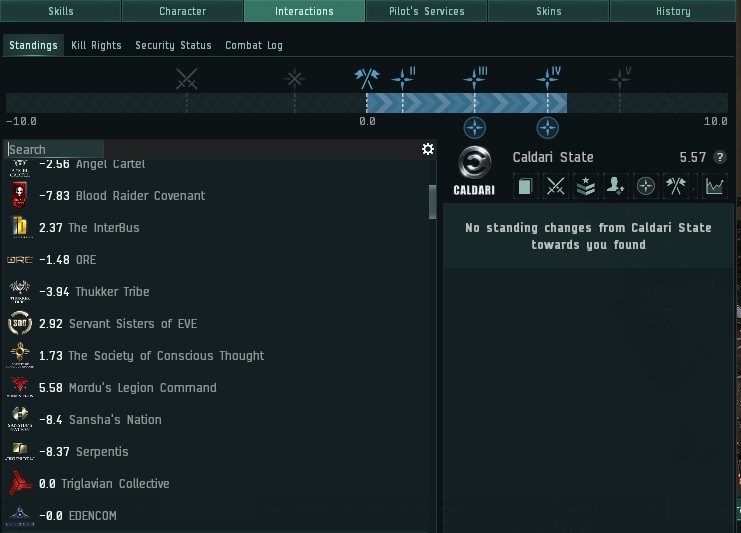 Skills Character Interactions Pilot's Services Skins History
Standings Kill Rights Security Status Combat Log
II III IV V
-10.0 0.0 10.0
Search
Caldari State 5.57 ?
CALDARI
No standing changes from Caldari State
towards you found
-2.56 Angel Cartel
-7.83 Blood Raider Covenant
2.37 The InterBus
ORE -1.48 ORE
-3.94 Thukker Tribe
2.92 Servant Sisters of EVE
1.73 The Society of Conscious Thought
5.58 Mordu's Legion Command
SANSHA'S NATION -8.4 Sansha's Nation
-8.37 Serpentis
0.0 Triglavian Collective
-0.0 EDENCOM